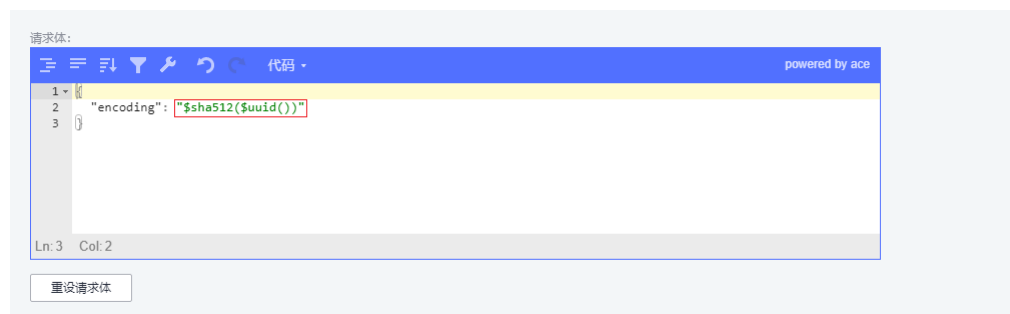 请求体:
代码 powered by ace
1 {
2 "encoding": "$sha512($uuid())"
3 }
Ln: 3 Col: 2
重设请求体